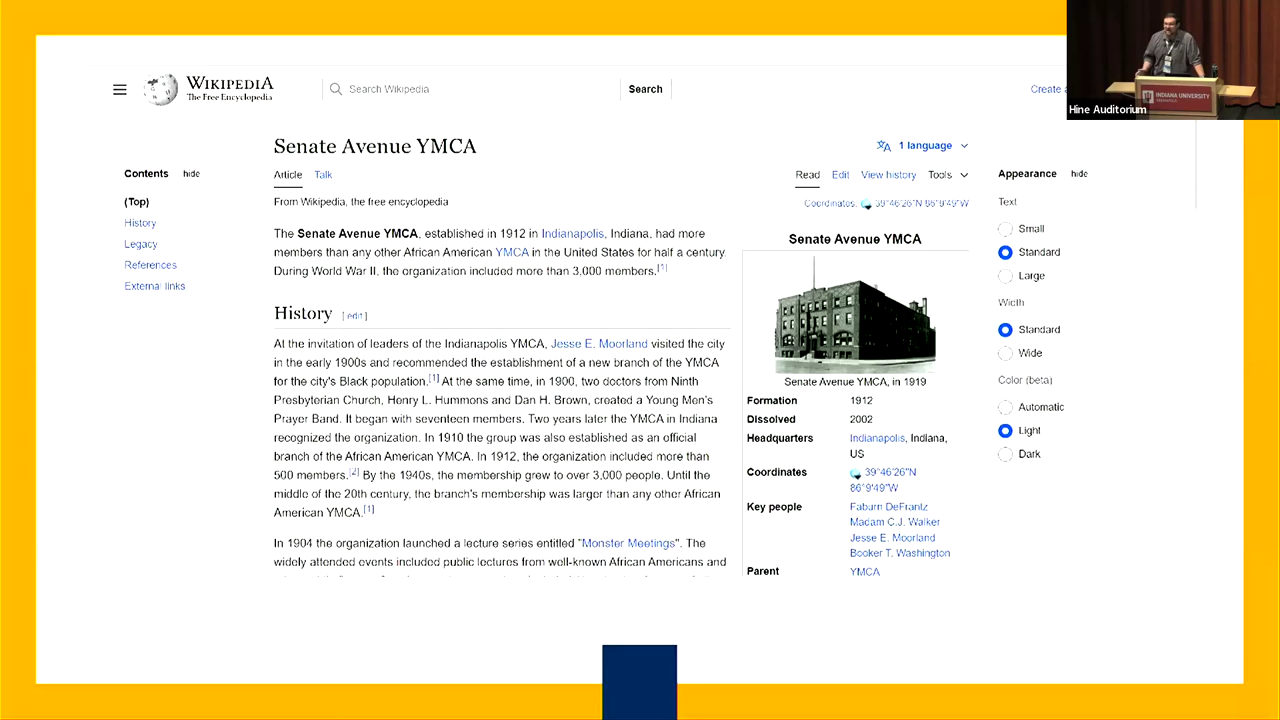 WIKIPEDIA
The Free Encyclopedia
Search Wikipedia
Search
Create a
INDIANA UNIVERSITY
Hine Auditorium
Contents hide
(Top)
History
Legacy
References
External links
Senate Avenue YMCA
1 language
Article Talk
Read Edit View history Tools
From Wikipedia, the free encyclopedia
Coordinates: 39°46′26″N 86°9′49″W
The Senate Avenue YMCA, established in 1912 in Indianapolis, Indiana, had more
members than any other African American YMCA in the United States for half a century.
During World War II, the organization included more than 3,000 members.[1]
History [edit]
At the invitation of leaders of the Indianapolis YMCA, Jesse E. Moorland visited the city
in the early 1900s and recommended the establishment of a new branch of the YMCA
for the city's Black population.[1] At the same time, in 1900, two doctors from Ninth
Presbyterian Church, Henry L. Hummons and Dan H. Brown, created a Young Men's
Prayer Band. It began with seventeen members. Two years later the YMCA in Indiana
recognized the organization. In 1910 the group was also established as an official
branch of the African American YMCA. In 1912, the organization included more than
500 members.[2] By the 1940s, the membership grew to over 3,000 people. Until the
middle of the 20th century, the branch's membership was larger than any other African
American YMCA.[1]
In 1904 the organization launched a lecture series entitled "Monster Meetings". The
widely attended events included public lectures from well-known African Americans and
Senate Avenue YMCA
Senate Avenue YMCA, in 1919
Formation 1912
Dissolved 2002
Headquarters Indianapolis, Indiana,
US
Coordinates 39°46′26″N
86°9′49″W
Key people Faburn DeFrantz
Madam C.J. Walker
Jesse E. Moorland
Booker T. Washington
Parent YMCA
Appearance hide
Text
Small
Standard
Large
Width
Standard
Wide
Color (beta)
Automatic
Light
Dark